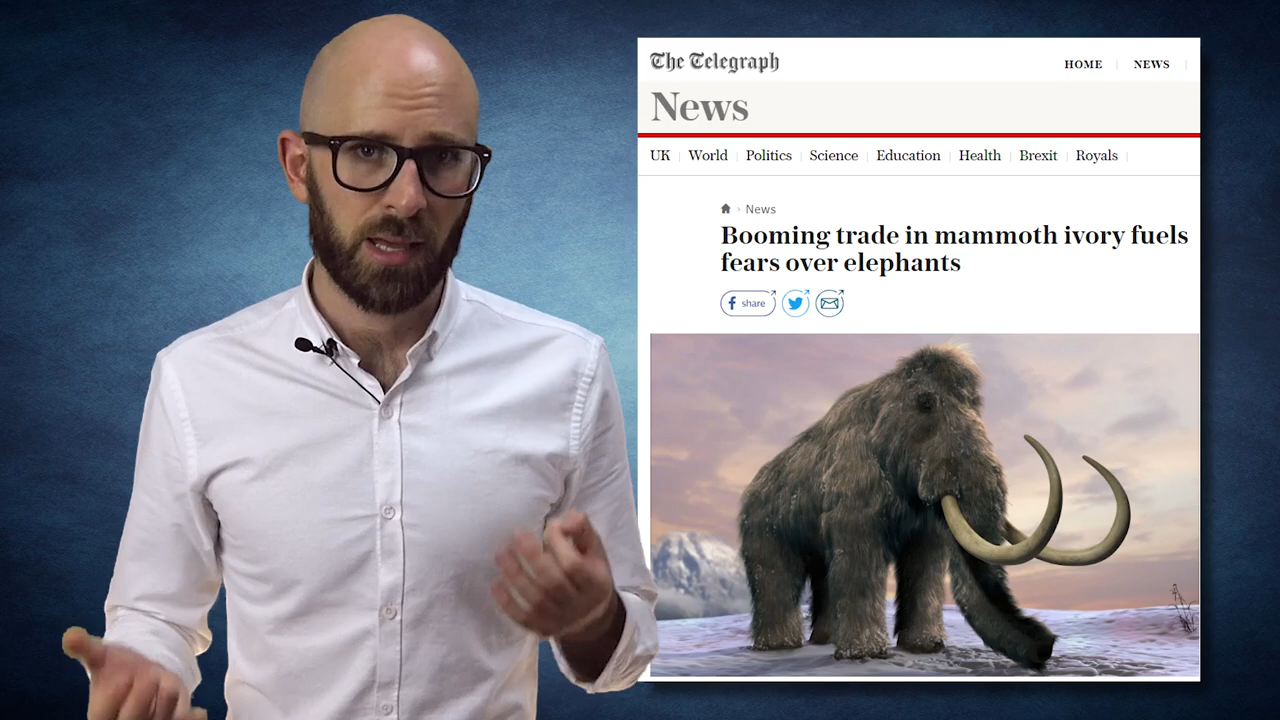 The Telegraph
HOME NEWS
News
UK World Politics Science Education Health Brexit Royals
News
Booming trade in mammoth ivory fuels
fears over elephants
share